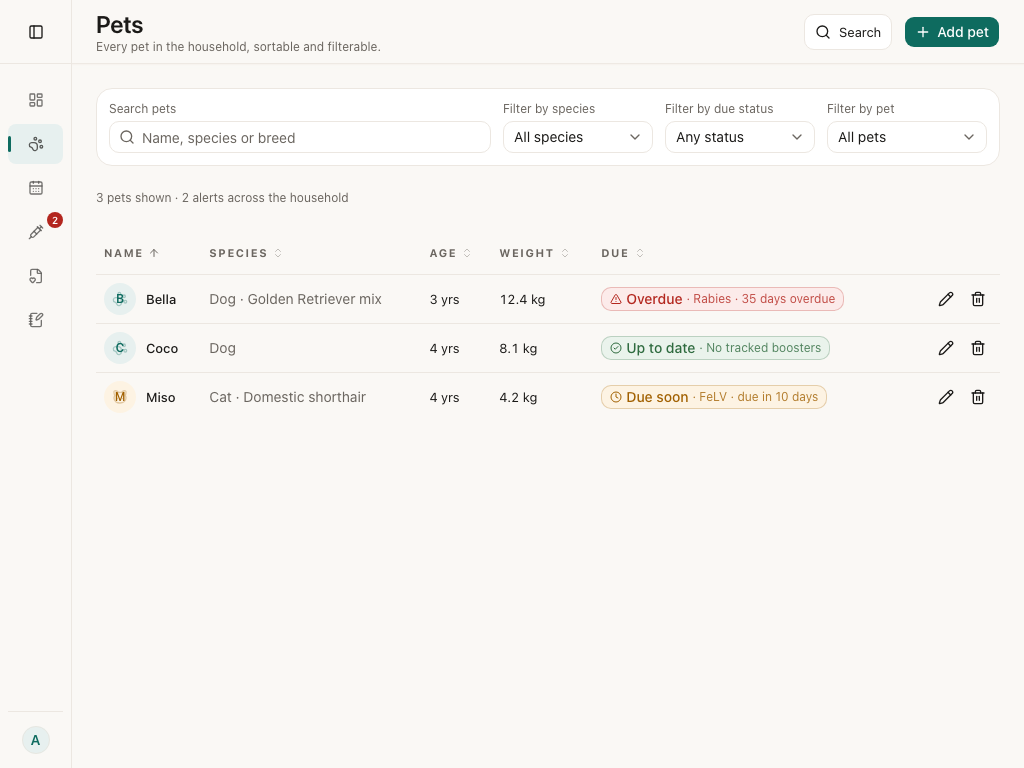 Pets
Every pet in the household, sortable and filterable.
Search
Add pet
Search pets
Name, species or breed
Filter by species
All species
Filter by due status
Any status
Filter by pet
All pets
2
3 pets shown · 2 alerts across the household
NAME SPECIES AGE WEIGHT DUE
B Bella Dog · Golden Retriever mix 3 yrs 12.4 kg Overdue · Rabies · 35 days overdue
C Coco Dog 4 yrs 8.1 kg Up to date · No tracked boosters
M Miso Cat · Domestic shorthair 4 yrs 4.2 kg Due soon · FeLV · due in 10 days
A